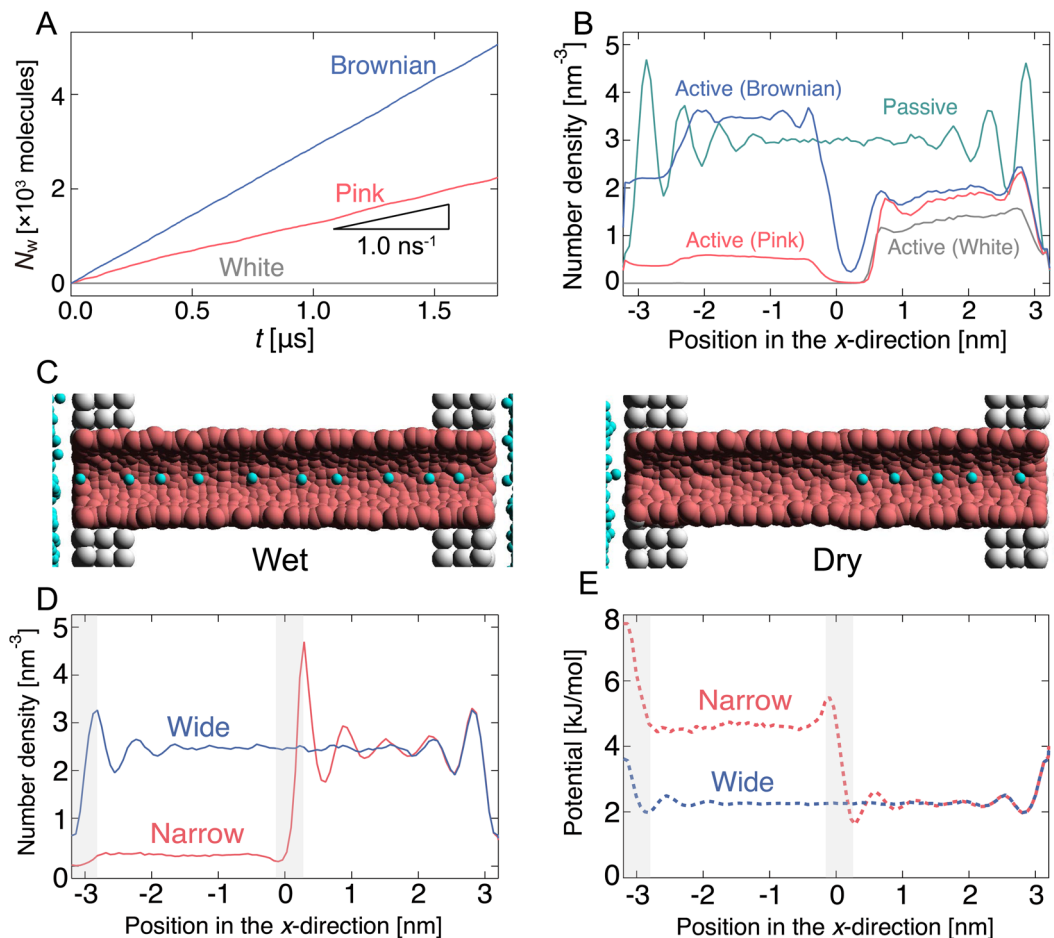 A
N_w [×10³ molecules]
4
2
0
Brownian
Pink
1.0 ns⁻¹
White
0.0
0.5
1.0
1.5
t [µs]
B
Number density [nm⁻³]
5
4
3
2
1
0
Active (Brownian)
Passive
Active (Pink)
Active (White)
-3
-2
-1
0
1
2
3
Position in the x-direction [nm]
C
Wet
Dry
D
Number density [nm⁻³]
5
4
3
2
1
0
Wide
Narrow
-3
-2
-1
0
1
2
3
Position in the x-direction [nm]
E
Potential [kJ/mol]
8
6
4
2
0
Narrow
Wide
-3
-2
-1
0
1
2
3
Position in the x-direction [nm]